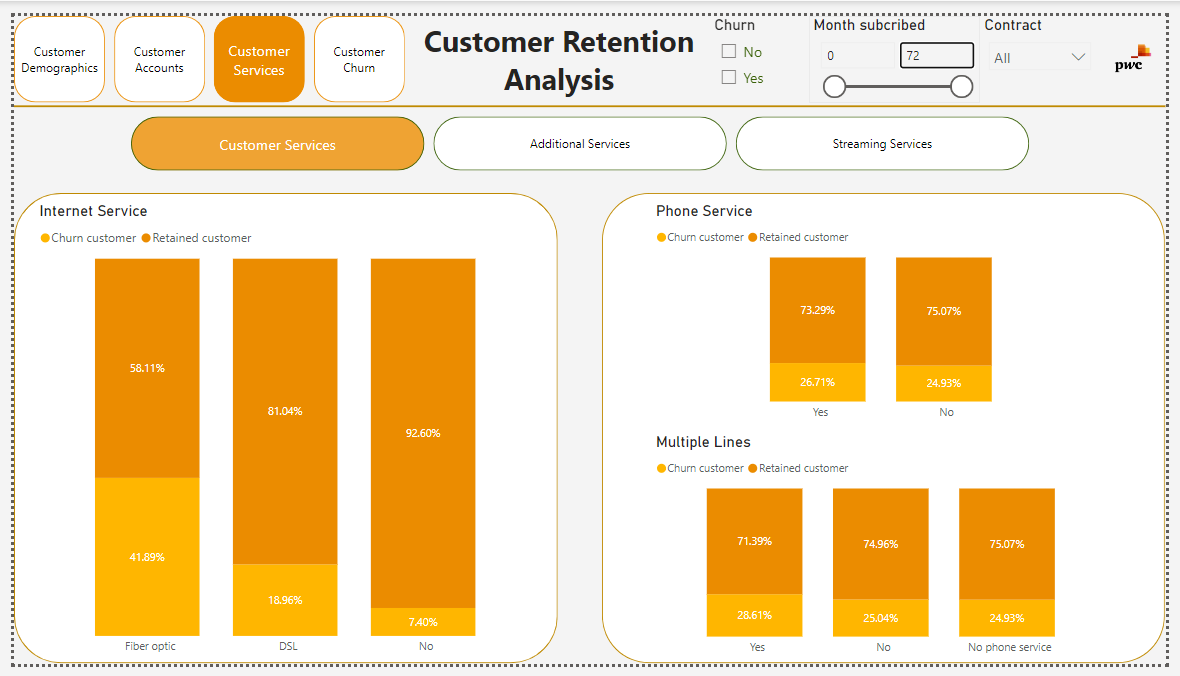 Customer
Demographics
Customer
Accounts
Customer
Services
Customer
Churn
Customer Retention
Analysis
Churn
No
Yes
Month subcribed
0
72
Contract
All
pwc
Customer Services
Additional Services
Streaming Services
Internet Service
Churn customer
Retained customer
58.11%
81.04%
92.60%
41.89%
18.96%
7.40%
Fiber optic
DSL
No
Phone Service
Churn customer
Retained customer
73.29%
75.07%
26.71%
24.93%
Yes
No
Multiple Lines
Churn customer
Retained customer
71.39%
74.96%
75.07%
28.61%
25.04%
24.93%
Yes
No
No phone service